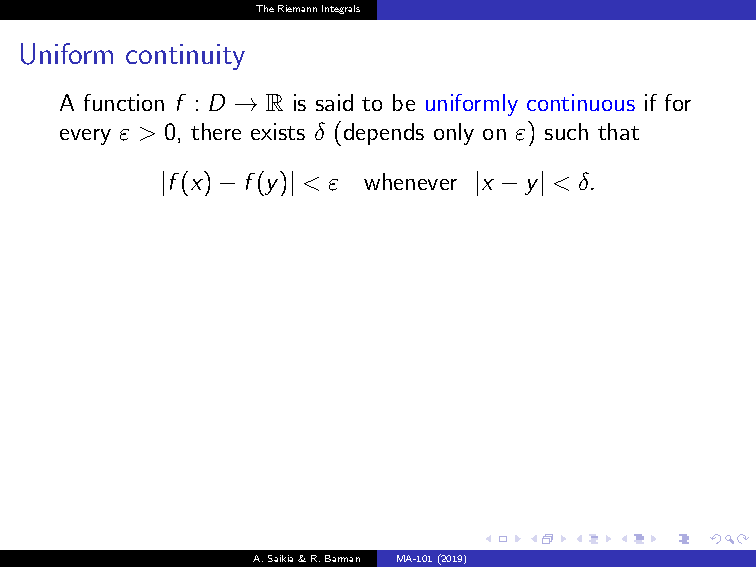 The Riemann Integrals
Uniform continuity
A function f : D → ℝ is said to be uniformly continuous if for
every ε > 0, there exists δ (depends only on ε) such that
|f(x) − f(y)| < ε whenever |x − y| < δ.
A. Saikia & R. Barman MA-101 (2019)